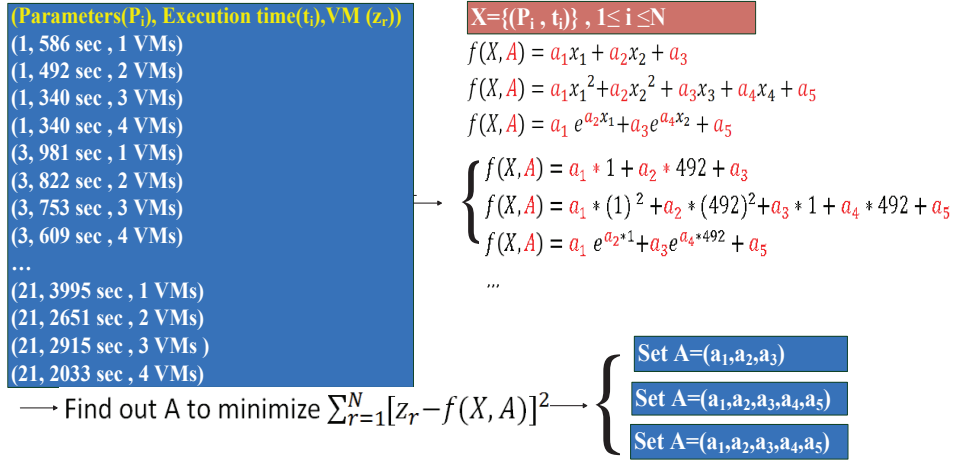 (Parameters(Pᵢ), Execution time(tᵢ),VM (zᵣ))
(1, 586 sec , 1 VMs)
(1, 492 sec , 2 VMs)
(1, 340 sec , 3 VMs)
(1, 340 sec , 4 VMs)
(3, 981 sec , 1 VMs)
(3, 822 sec , 2 VMs)
(3, 753 sec , 3 VMs)
(3, 609 sec , 4 VMs)
...
(21, 3995 sec , 1 VMs)
(21, 2651 sec , 2 VMs)
(21, 2915 sec , 3 VMs )
(21, 2033 sec , 4 VMs)
X={(Pᵢ , tᵢ)} , 1≤ i ≤N
f(X,A) = a₁x₁ + a₂x₂ + a₃
f(X,A) = a₁x₁²+a₂x₂² + a₃x₃ + a₄x₄ + a₅
f(X,A) = a₁ e^{a₂x₁}+a₃e^{a₄x₂} + a₅
f(X,A) = a₁ * 1 + a₂ * 492 + a₃
f(X,A) = a₁ * (1)² +a₂ * (492)²+a₃ * 1 + a₄ * 492 + a₅
f(X,A) = a₁ e^{a₂*1}+a₃e^{a₄*492} + a₅
...
Find out A to minimize ∑_{r=1}^{N}[zᵣ−f(X,A)]²
Set A=(a₁,a₂,a₃)
Set A=(a₁,a₂,a₃,a₄,a₅)
Set A=(a₁,a₂,a₃,a₄,a₅)